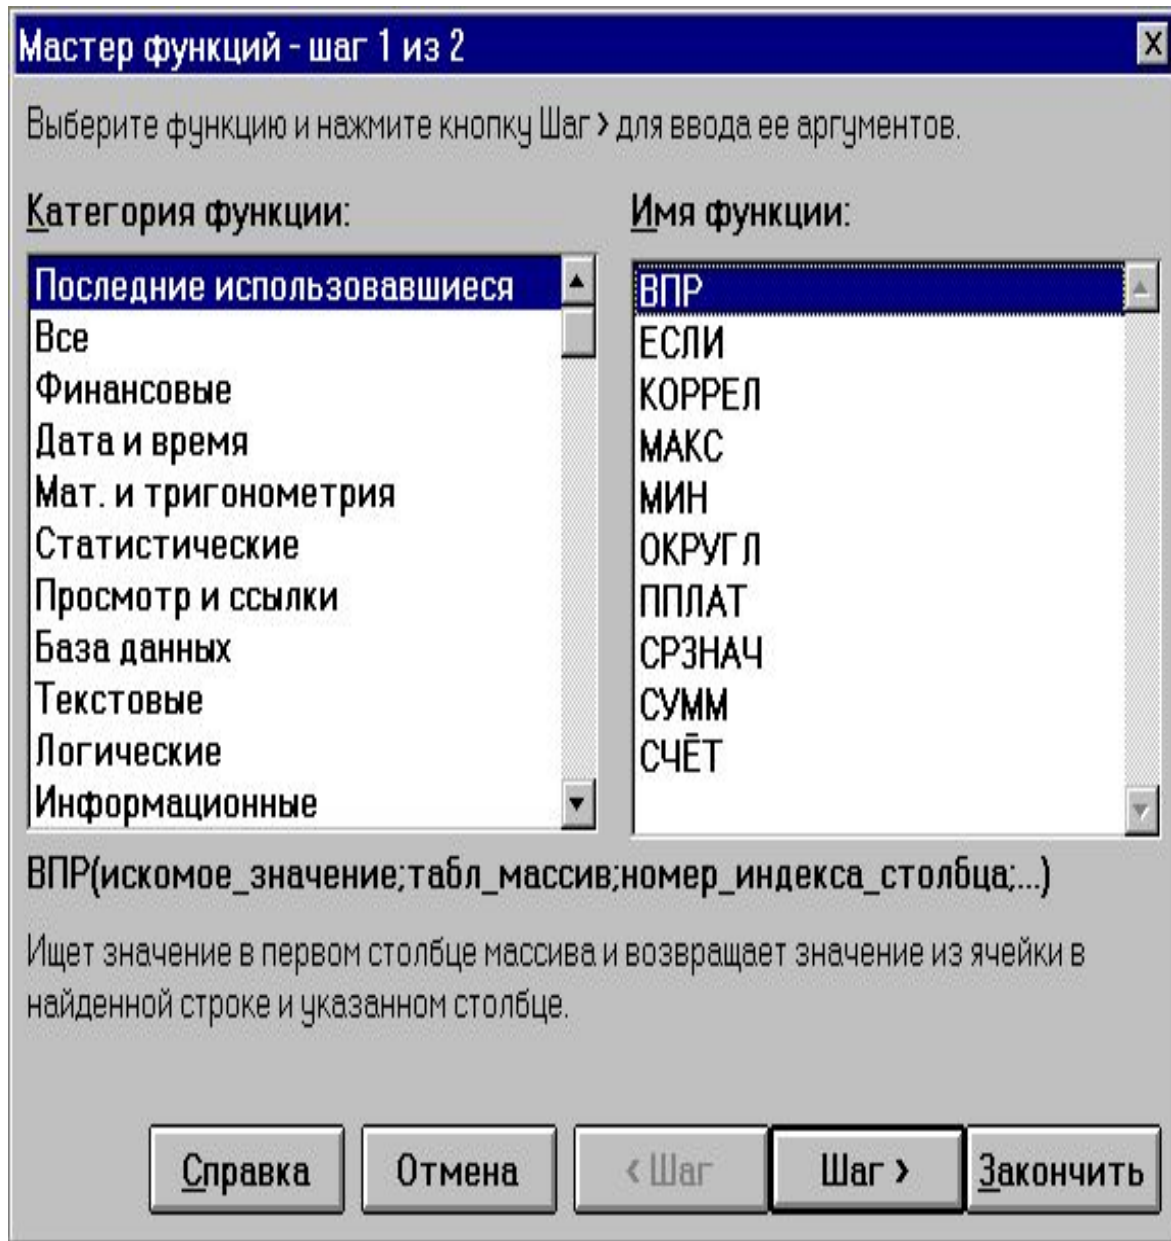 Мастер функций - шаг 1 из 2
Выберите функцию и нажмите кнопку Шаг > для ввода ее аргументов.
Категория функции:
Последние использовавшиеся
Все
Финансовые
Дата и время
Мат. и тригонометрия
Статистические
Просмотр и ссылки
База данных
Текстовые
Логические
Информационные
Имя функции:
ВПР
ЕСЛИ
КОРРЕЛ
МАКС
МИН
ОКРУГЛ
ППЛАТ
СРЗНАЧ
СУММ
СЧЁТ
ВПР(искомое_значение;табл_массив;номер_индекса_столбца;...)
Ищет значение в первом столбце массива и возвращает значение из ячейки в
найденной строке и указанном столбце.
Справка
Отмена
< Шаг
Шаг >
Закончить